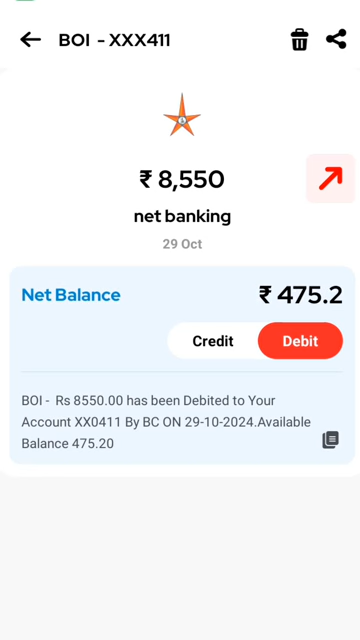 BOI - XXX411
₹ 8,550
net banking
29 Oct
Net Balance
₹ 475.2
Credit
Debit
BOI - Rs 8550.00 has been Debited to Your
Account XX0411 By BC ON 29-10-2024.Available
Balance 475.20